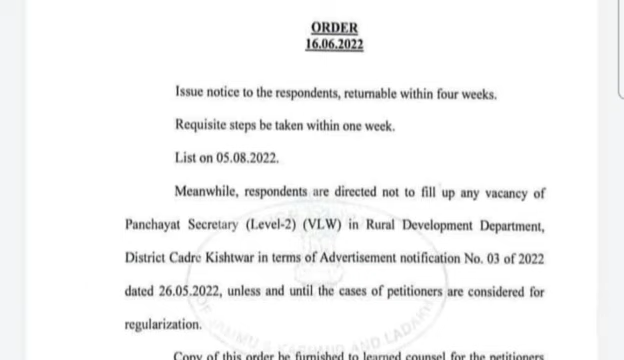 ORDER
16.06.2022
Issue notice to the respondents, returnable within four weeks.
Requisite steps be taken within one week.
List on 05.08.2022.
Meanwhile, respondents are directed not to fill up any vacancy of
Panchayat Secretary (Level-2) (VLW) in Rural Development Department,
District Cadre Kishtwar in terms of Advertisement notification No. 03 of 2022
dated 26.05.2022, unless and until the cases of petitioners are considered for
regularization.
Copy of this order be furnished to learned counsel for the petitioners